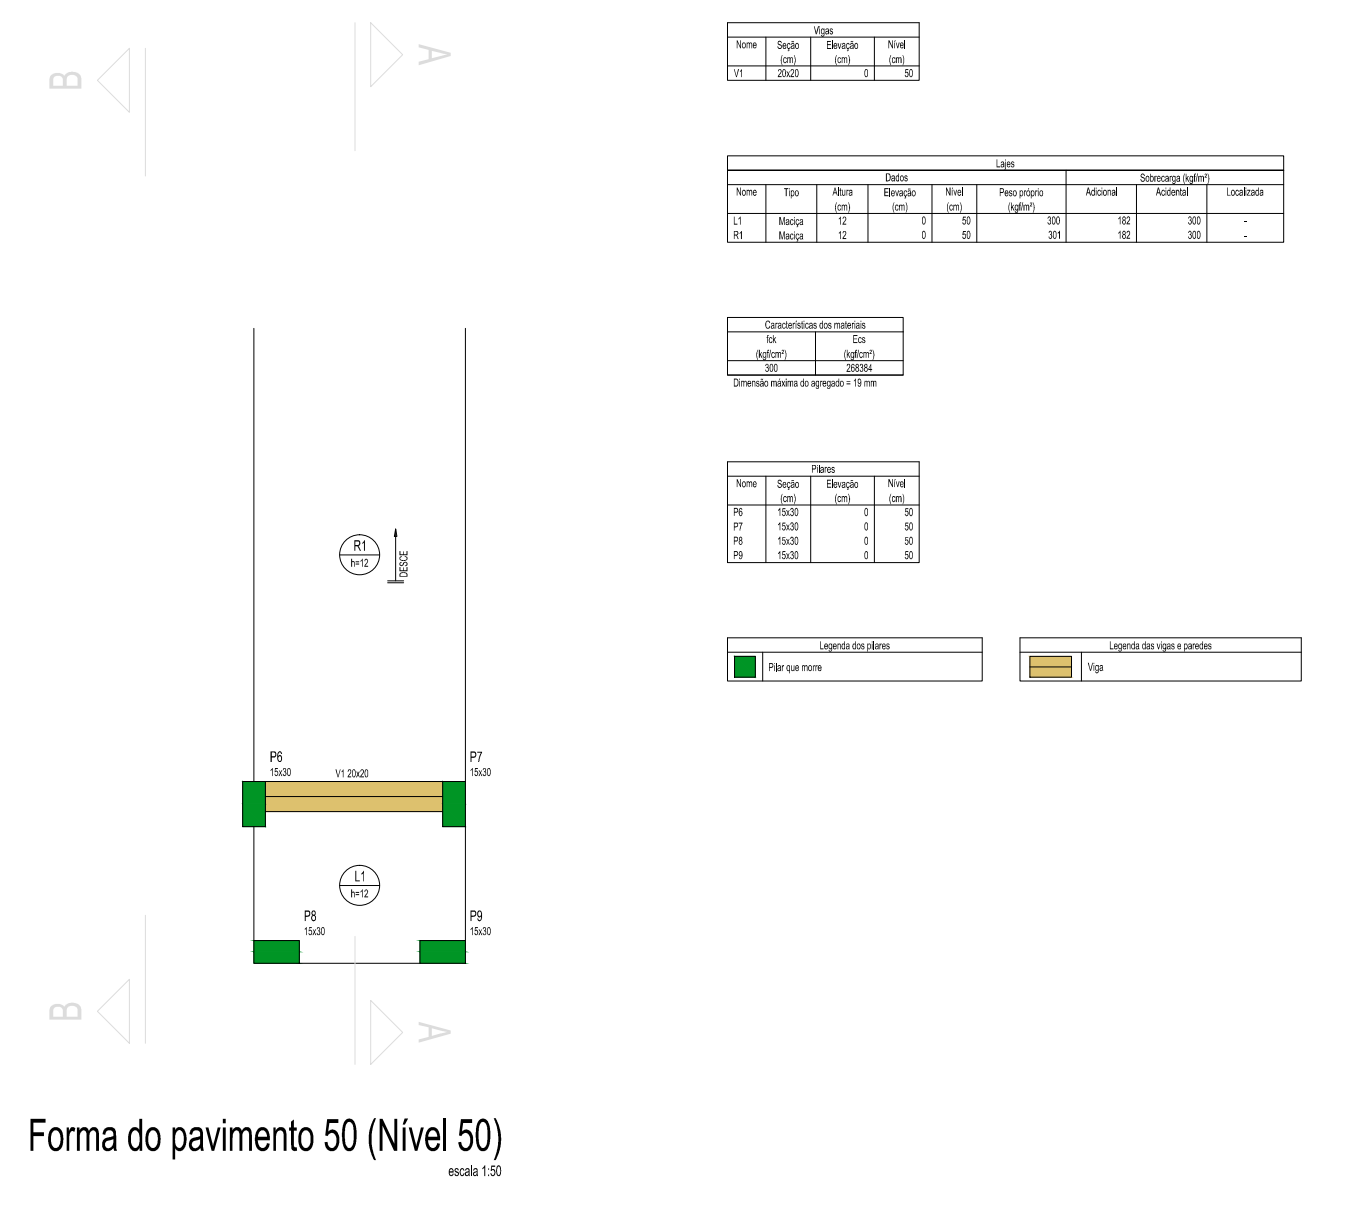 B
A
R1
h=12
DESCE
P6
15x30
V1 20x20
P7
15x30
L1
h=12
P8
15x30
P9
15x30
B
A
Forma do pavimento 50 (Nível 50)
escala 1:50
Vigas
Nome Seção (cm) Elevação (cm) Nível (cm)
V1 20x20 0 50
Lajes
Dados Sobrecarga (kgf/m²)
Nome Tipo Altura (cm) Elevação (cm) Nível (cm) Peso próprio (kgf/m²) Adicional Acidental Localizada
L1 Maciça 12 0 50 300 182 300 -
R1 Maciça 12 0 50 301 182 300 -
Características dos materiais
fck (kgf/cm²) Ecs (kgf/cm²)
300 268384
Dimensão máxima do agregado = 19 mm
Pilares
Nome Seção (cm) Elevação (cm) Nível (cm)
P6 15x30 0 50
P7 15x30 0 50
P8 15x30 0 50
P9 15x30 0 50
Legenda dos pilares
Pilar que morre
Legenda das vigas e paredes
Viga